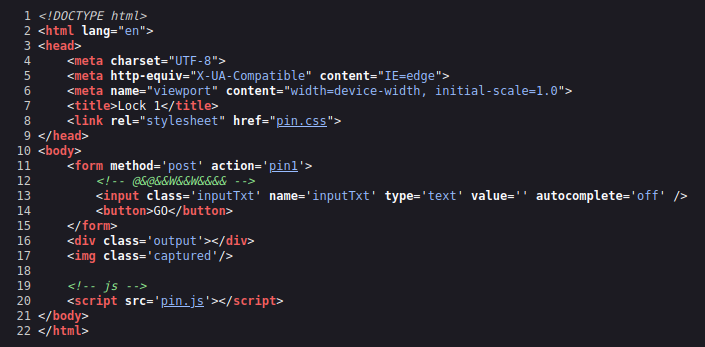 1 <!DOCTYPE html>
2 <html lang="en">
3 <head>
4 <meta charset="UTF-8">
5 <meta http-equiv="X-UA-Compatible" content="IE=edge">
6 <meta name="viewport" content="width=device-width, initial-scale=1.0">
7 <title>Lock 1</title>
8 <link rel="stylesheet" href="pin.css">
9 </head>
10 <body>
11 <form method='post' action='pin1'>
12 <!-- @&@&&W&&W&&&& -->
13 <input class='inputTxt' name='inputTxt' type='text' value='' autocomplete='off' />
14 <button>GO</button>
15 </form>
16 <div class='output'></div>
17 <img class='captured'/>
18
19 <!-- js -->
20 <script src='pin.js'></script>
21 </body>
22 </html>